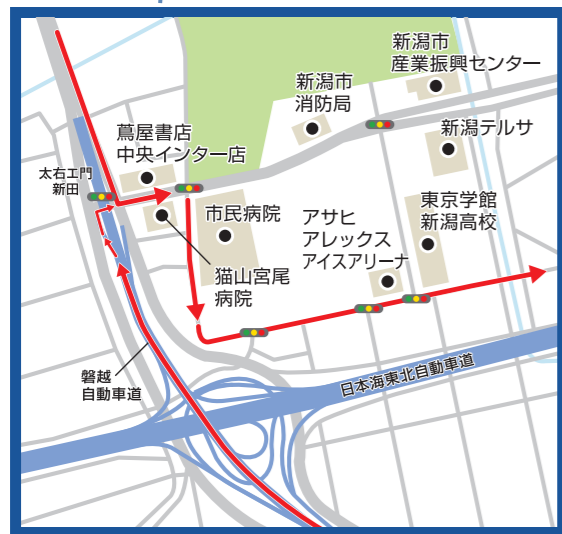 新潟市
産業振興センター
新潟市
消防局
新潟テルサ
蔦屋書店
中央インター店
太右エ門
新田
市民病院
アサヒ
アレックス
アイスアリーナ
東京学館
新潟高校
猫山宮尾
病院
磐越
自動車道
日本海東北自動車道